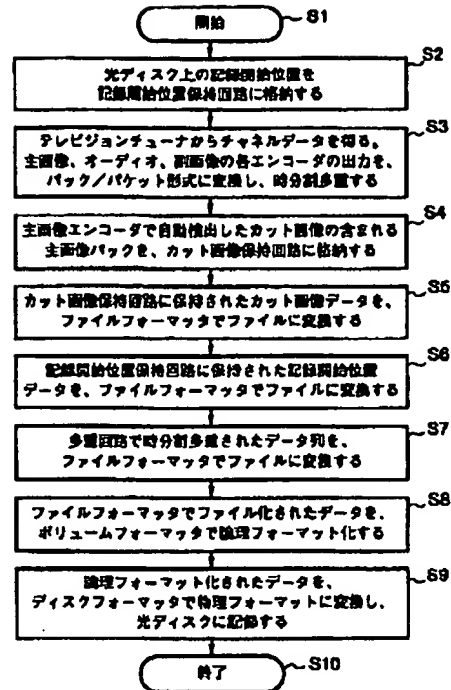 開始
S1
S2
光ディスク上の記録開始位置を
記録開始位置保持回路に格納する
S3
テレビジョンチューナからチャネルデータを得る。
主画像、オーディオ、副画像の各エンコーダの出力を、
パック/パケット形式に変換し、時分割多重する
S4
主画像エンコーダで自動検出したカット画像の含まれる
主画像パックを、カット画像保持回路に格納する
S5
カット画像保持回路に保持されたカット画像データを、
ファイルフォーマッタでファイルに変換する
S6
記録開始位置保持回路に保持された記録開始位置
データを、ファイルフォーマッタでファイルに変換する
S7
多重回路で時分割多重されたデータ列を、
ファイルフォーマッタでファイルに変換する
S8
ファイルフォーマッタでファイル化されたデータを、
ボリュームフォーマッタで論理フォーマット化する
S9
論理フォーマット化されたデータを、
ディスクフォーマッタで物理フォーマットに変換し、
光ディスクに記録する
終了
S10